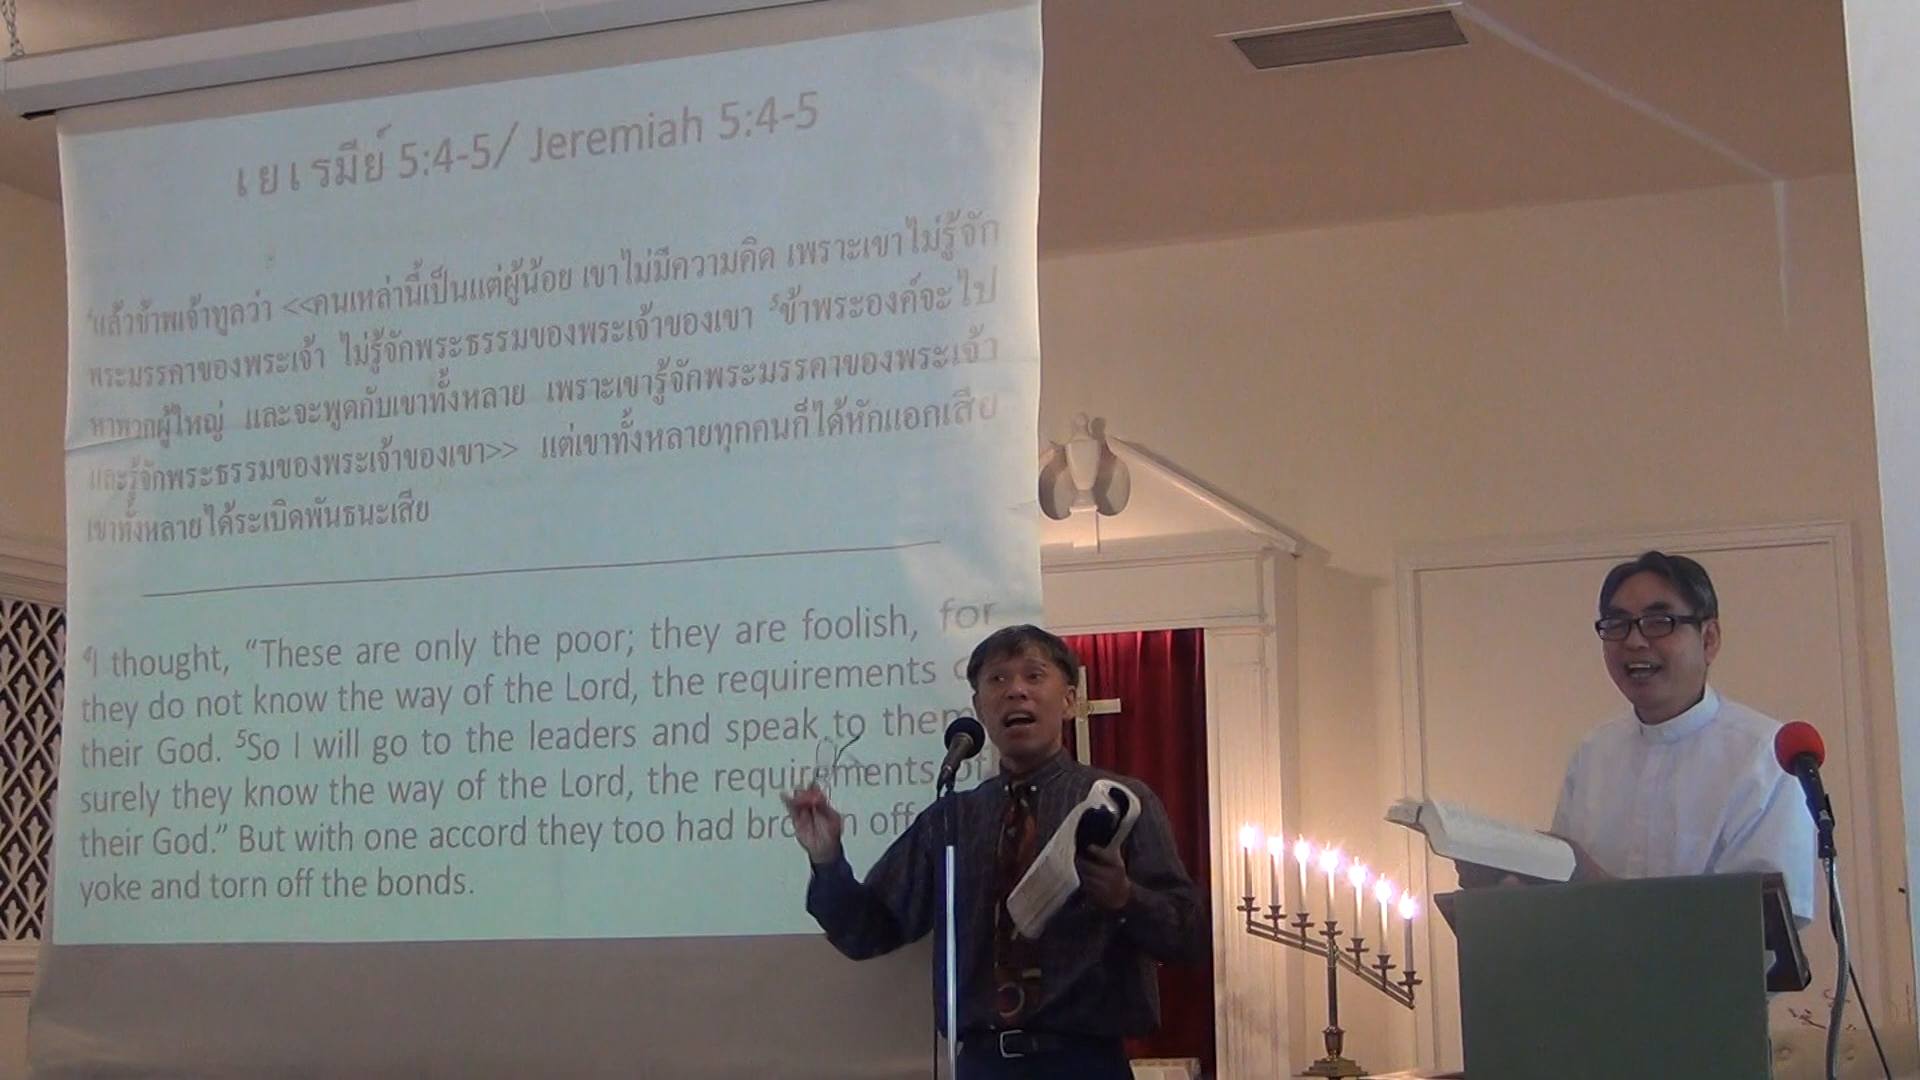 เยเรมีย์ 5:4-5/ Jeremiah 5:4-5
⁴แล้วข้าพเจ้าทูลว่า <<คนเหล่านี้เป็นแต่ผู้น้อย เขาไม่มีความคิด เพราะเขาไม่รู้จัก
พระมรรคาของพระเจ้า ไม่รู้จักพระธรรมของพระเจ้าของเขา ⁵ข้าพระองค์จะไป
หาพวกผู้ใหญ่ และจะพูดกับเขาทั้งหลาย เพราะเขารู้จักพระมรรคาของพระเจ้า
และรู้จักพระธรรมของพระเจ้าของเขา>> แต่เขาทั้งหลายทุกคนก็ได้หักแอกเสีย
เขาทั้งหลายได้ระเบิดพันธนะเสีย
⁴I thought, “These are only the poor; they are foolish, for
they do not know the way of the Lord, the requirements
their God. ⁵So I will go to the leaders and speak to them
surely they know the way of the Lord, the requirements of
their God.” But with one accord they too had off
yoke and torn off the bonds.